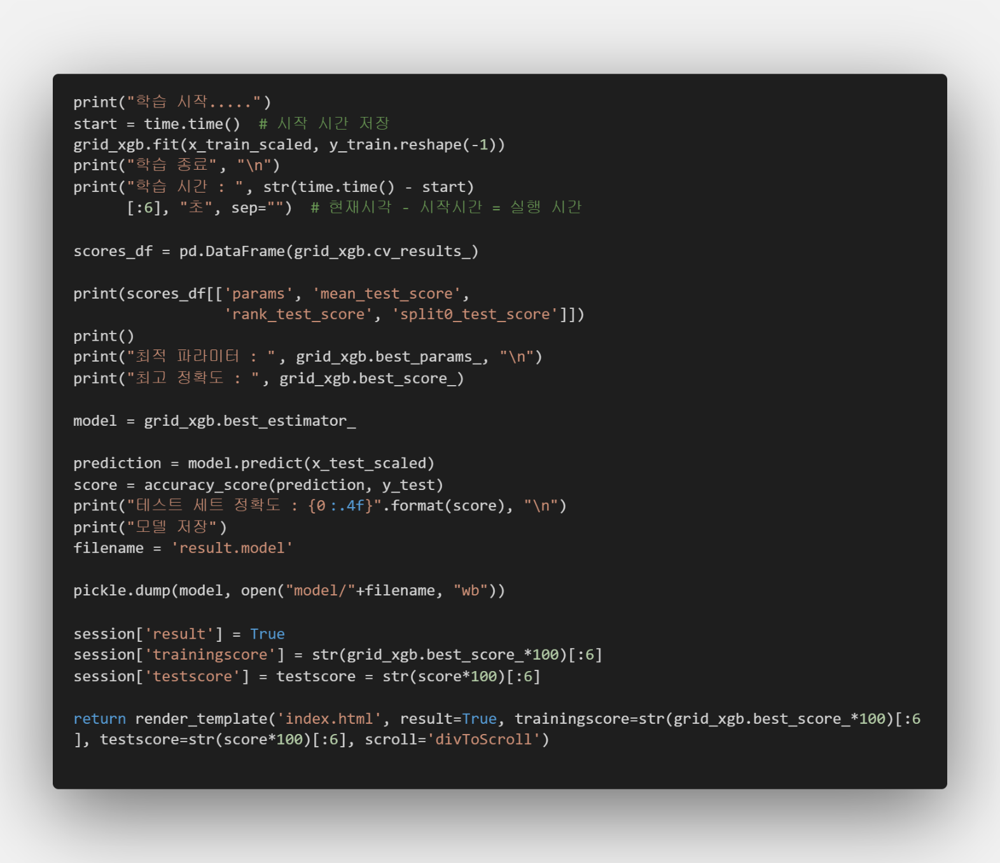 print("학습 시작.....")
start = time.time()  # 시작 시간 저장
grid_xgb.fit(x_train_scaled, y_train.reshape(-1))
print("학습 종료", "\n")
print("학습 시간 : ", str(time.time() - start)
      [:6], "초", sep="")  # 현재시각 - 시작시간 = 실행 시간

scores_df = pd.DataFrame(grid_xgb.cv_results_)

print(scores_df[['params', 'mean_test_score',
                 'rank_test_score', 'split0_test_score']])
print()
print("최적 파라미터 : ", grid_xgb.best_params_, "\n")
print("최고 정확도 : ", grid_xgb.best_score_)

model = grid_xgb.best_estimator_

prediction = model.predict(x_test_scaled)
score = accuracy_score(prediction, y_test)
print("테스트 세트 정확도 : {0:.4f}".format(score), "\n")
print("모델 저장")
filename = 'result.model'

pickle.dump(model, open("model/"+filename, "wb"))

session['result'] = True
session['trainingscore'] = str(grid_xgb.best_score_*100)[:6]
session['testscore'] = testscore = str(score*100)[:6]

return render_template('index.html', result=True, trainingscore=str(grid_xgb.best_score_*100)[:6
], testscore=str(score*100)[:6], scroll='divToScroll')